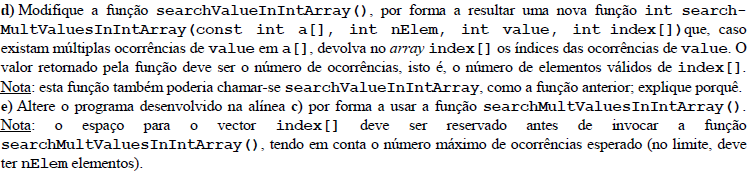 d) Modifique a função searchValueInIntArray(), por forma a resultar uma nova função int search-
MultValuesInIntArray(const int a[], int nElem, int value, int index[])que, caso
existam múltiplas ocorrências de value em a[], devolva no array index[] os índices das ocorrências de value. O
valor retornado pela função deve ser o número de ocorrências, isto é, o número de elementos válidos de index[].
Nota: esta função também poderia chamar-se searchValueInIntArray, como a função anterior; explique porquê.
e) Altere o programa desenvolvido na alínea c) por forma a usar a função searchMultValuesInIntArray().
Nota: o espaço para o vector index[] deve ser reservado antes de invocar a função
searchMultValuesInIntArray(), tendo em conta o número máximo de ocorrências esperado (no limite, deve
ter nElem elementos).